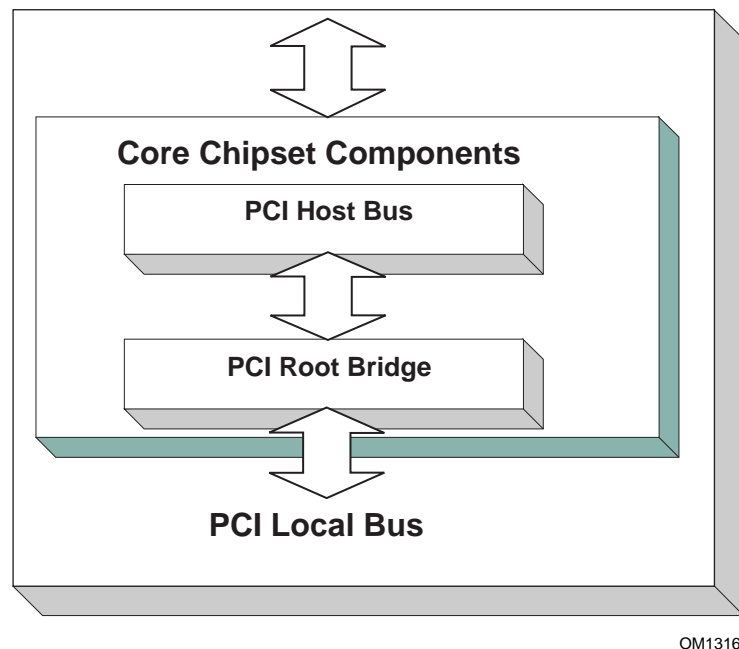 Core Chipset Components
PCI Host Bus
PCI Root Bridge
PCI Local Bus
OM1316